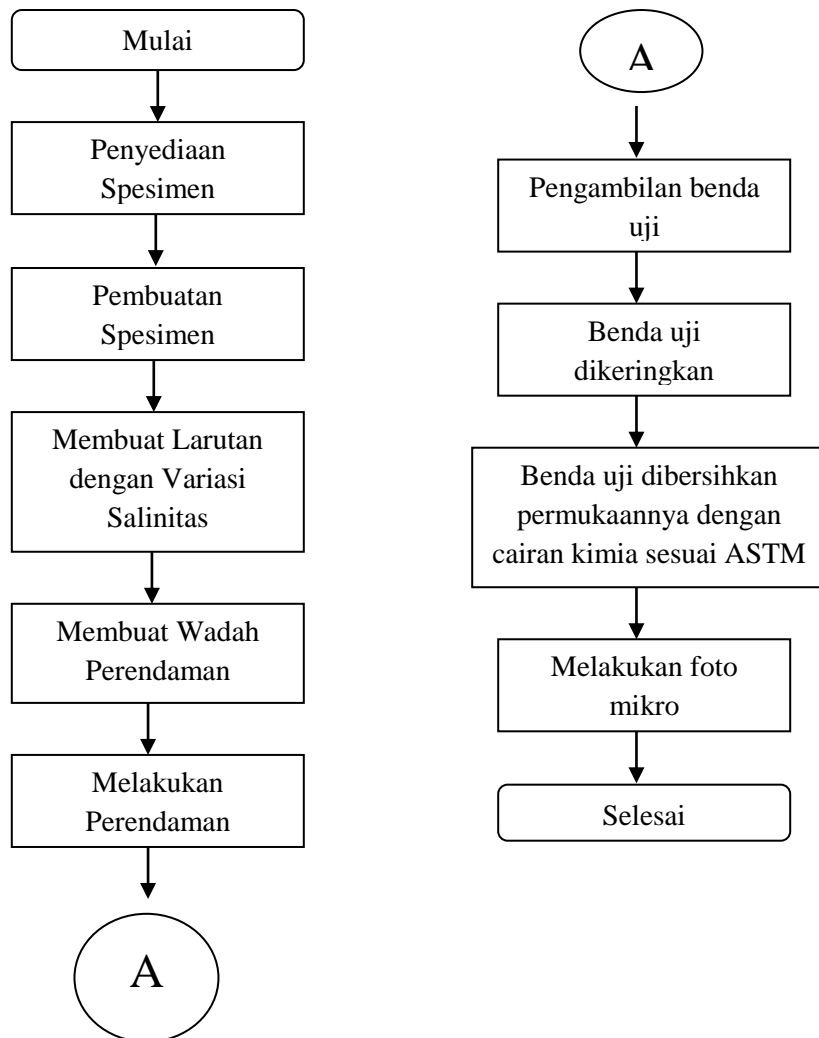 Mulai
Penyediaan
Spesimen
Pembuatan
Spesimen
Membuat Larutan
dengan Variasi
Salinitas
Membuat Wadah
Perendaman
Melakukan
Perendaman
A
A
Pengambilan benda
uji
Benda uji
dikeringkan
Benda uji dibersihkan
permukaannya dengan
cairan kimia sesuai ASTM
Melakukan foto
mikro
Selesai